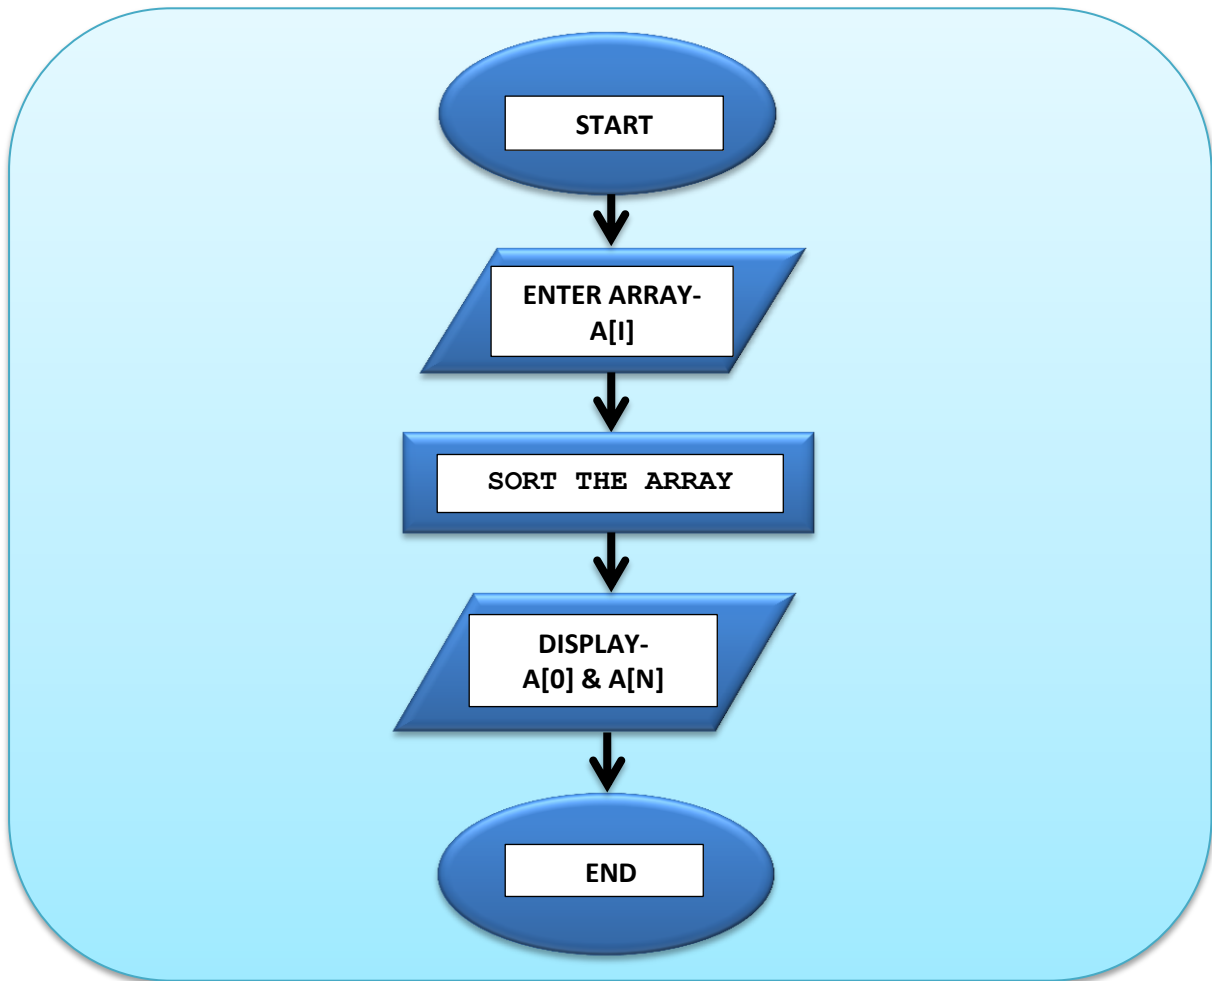 START
ENTER ARRAY-
A[I]
SORT THE ARRAY
DISPLAY-
A[0] & A[N]
END